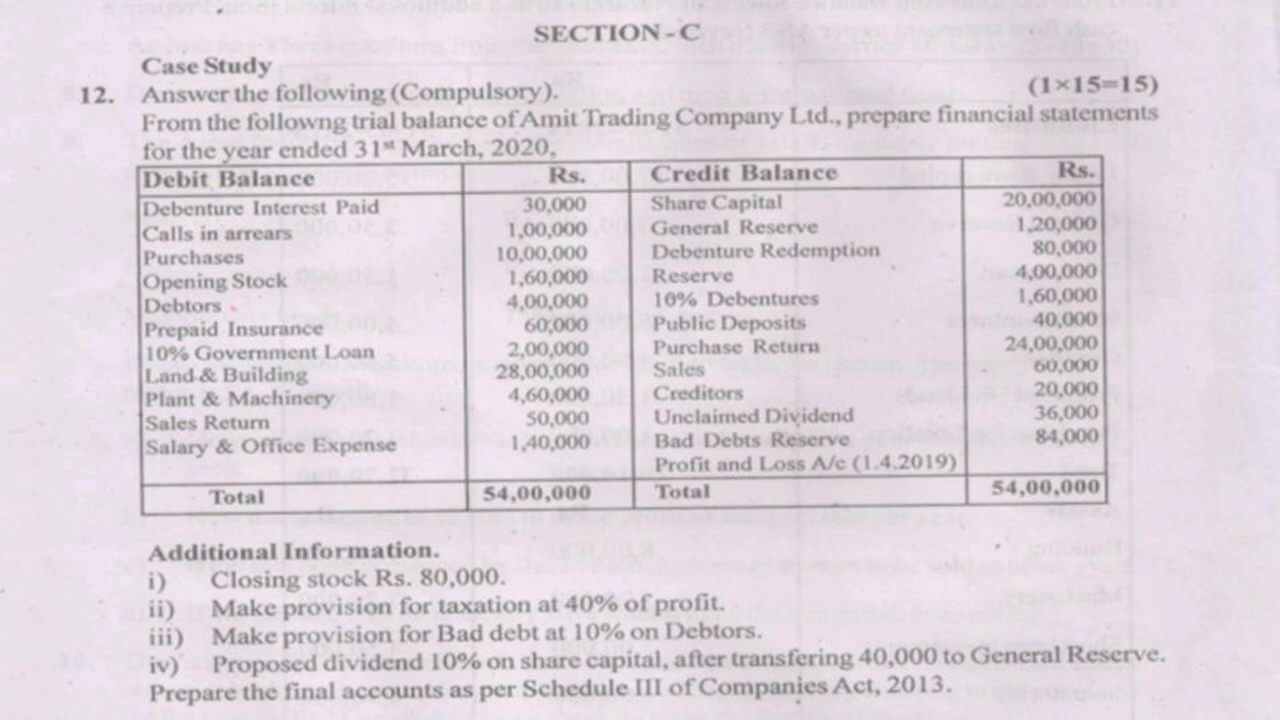 SECTION - C
Case Study
12. Answer the following (Compulsory). (1×15=15)
From the followng trial balance of Amit Trading Company Ltd., prepare financial statements
for the year ended 31st March, 2020,
Debit Balance Rs. Credit Balance Rs.
Debenture Interest Paid 30,000 Share Capital 20,00,000
Calls in arrears 1,00,000 General Reserve 1,20,000
Purchases 10,00,000 Debenture Redemption 80,000
Opening Stock 1,60,000 Reserve 4,00,000
Debtors 4,00,000 10% Debentures 1,60,000
Prepaid Insurance 60,000 Public Deposits 40,000
10% Government Loan 2,00,000 Purchase Return 24,00,000
Land & Building 28,00,000 Sales 60,000
Plant & Machinery 4,60,000 Creditors 20,000
Sales Return 50,000 Unclaimed Dividend 36,000
Salary & Office Expense 1,40,000 Bad Debts Reserve 84,000
Profit and Loss A/c (1.4.2019)
Total 54,00,000 Total 54,00,000
Additional Information.
i) Closing stock Rs. 80,000.
ii) Make provision for taxation at 40% of profit.
iii) Make provision for Bad debt at 10% on Debtors.
iv) Proposed dividend 10% on share capital, after transfering 40,000 to General Reserve.
Prepare the final accounts as per Schedule III of Companies Act, 2013.